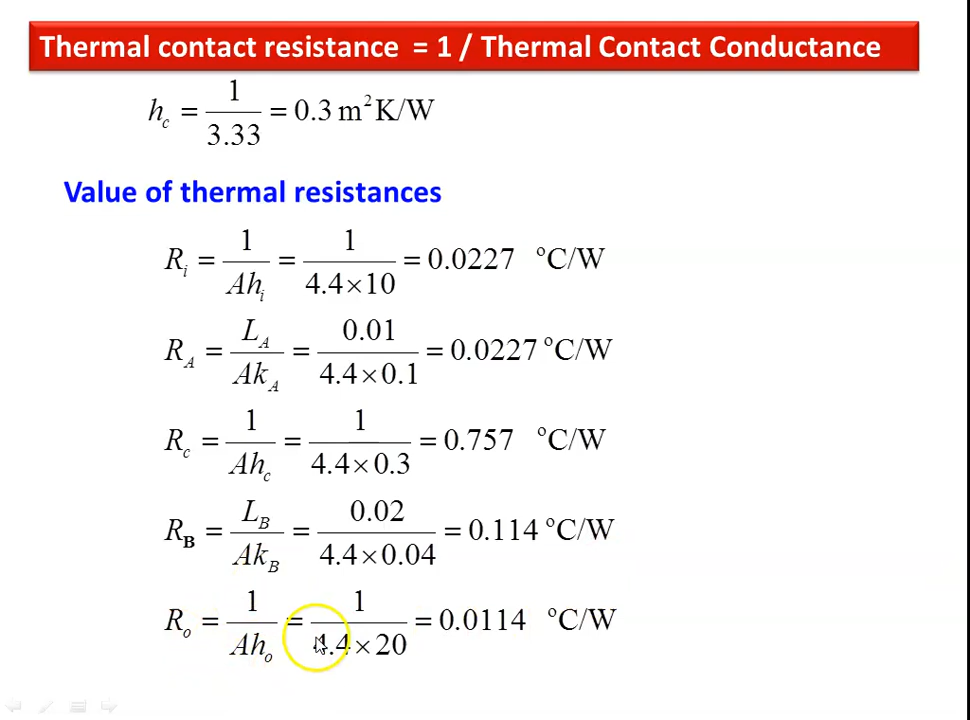 Thermal contact resistance = 1 / Thermal Contact Conductance
h_c = 1/3.33 = 0.3 m² K/W
Value of thermal resistances
R_i = 1/Ah_i = 1/4.4×10 = 0.0227 °C/W
R_A = L_A/Ak_A = 0.01/4.4×0.1 = 0.0227 °C/W
R_c = 1/Ah_c = 1/4.4×0.3 = 0.757 °C/W
R_B = L_B/Ak_B = 0.02/4.4×0.04 = 0.114 °C/W
R_o = 1/Ah_o = 1/4.4×20 = 0.0114 °C/W